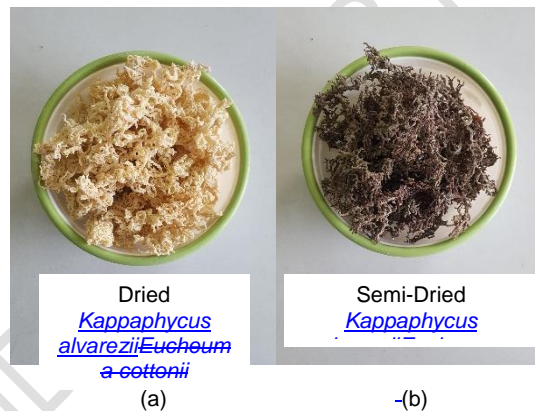 Dried
Kappaphycus
alvareziiEucheum
a cottonii
(a)
Semi-Dried
Kappaphycus
-(b)